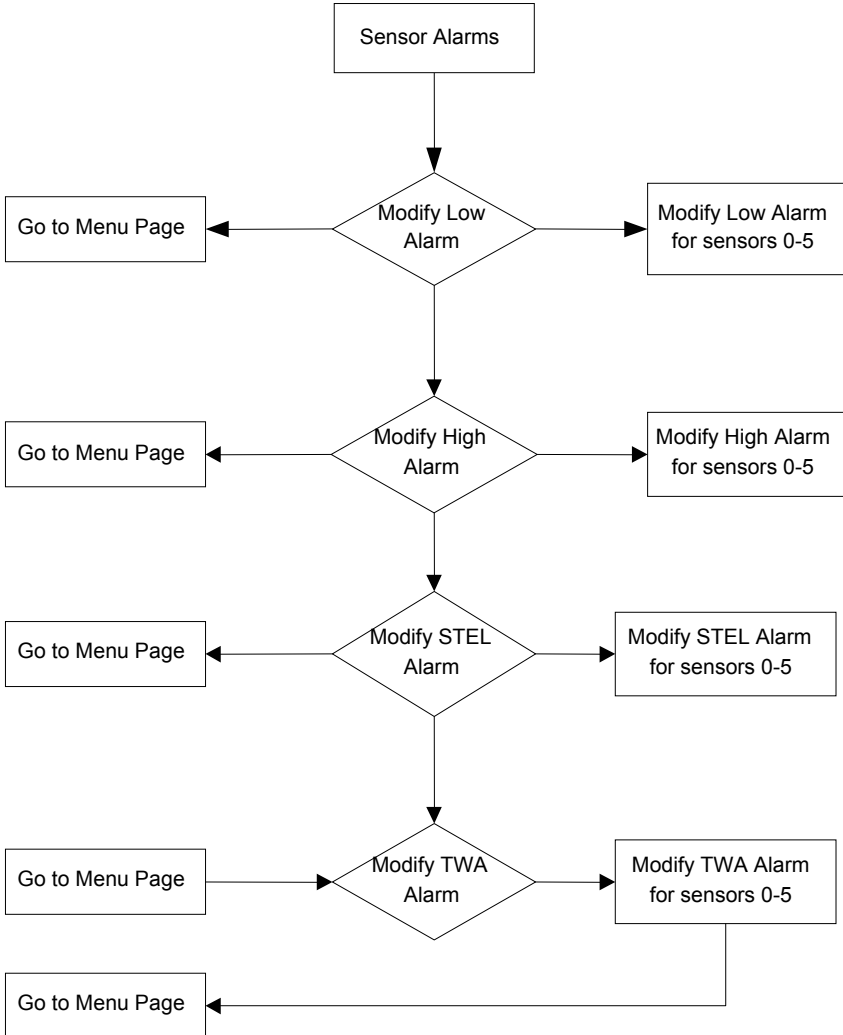 Sensor Alarms
Go to Menu Page
Modify Low
Alarm
Modify Low Alarm
for sensors 0-5
Go to Menu Page
Modify High
Alarm
Modify High Alarm
for sensors 0-5
Go to Menu Page
Modify STEL
Alarm
Modify STEL Alarm
for sensors 0-5
Go to Menu Page
Modify TWA
Alarm
Modify TWA Alarm
for sensors 0-5
Go to Menu Page